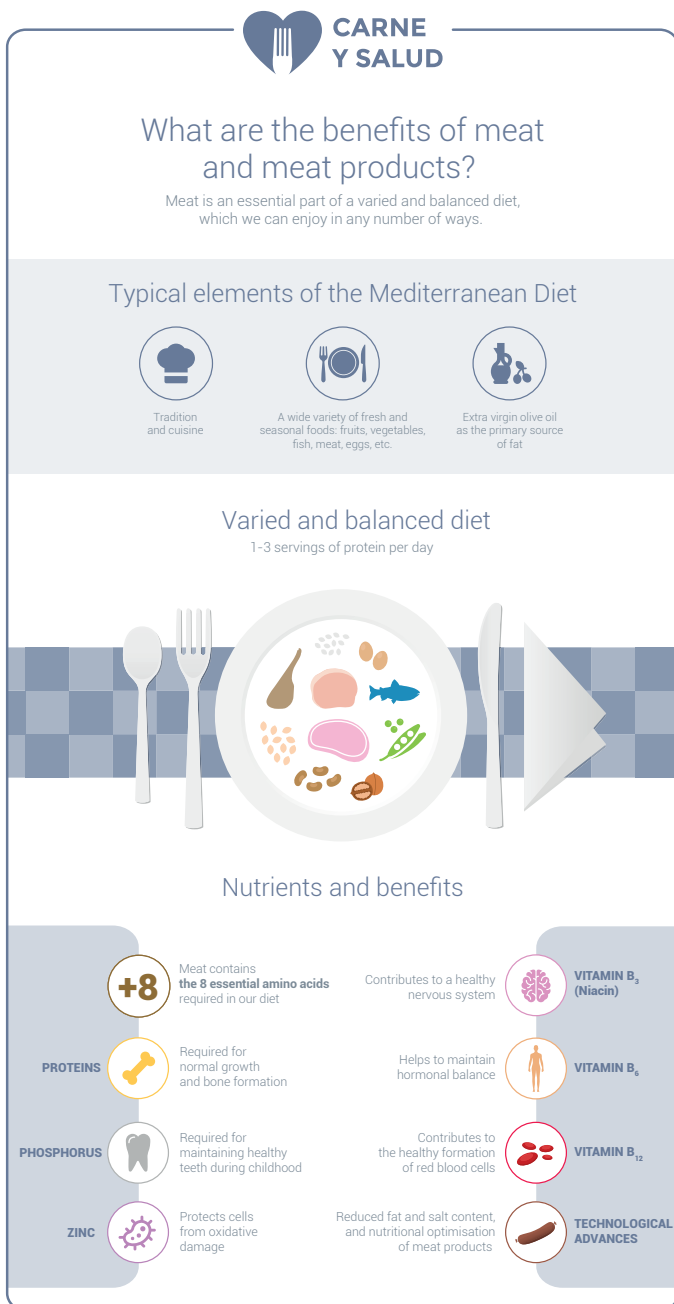 CARNE
Y SALUD
What are the benefits of meat
and meat products?
Meat is an essential part of a varied and balanced diet,
which we can enjoy in any number of ways.
Typical elements of the Mediterranean Diet
Tradition
and cuisine
A wide variety of fresh and
seasonal foods: fruits, vegetables,
fish, meat, eggs, etc.
Extra virgin olive oil
as the primary source
of fat
Varied and balanced diet
1-3 servings of protein per day
Nutrients and benefits
+8
Meat contains
the 8 essential amino acids
required in our diet
PROTEINS
Required for
normal growth
and bone formation
PHOSPHORUS
Required for
maintaining healthy
teeth during childhood
ZINC
Protects cells
from oxidative
damage
Contributes to a healthy
nervous system
VITAMIN B₃
(Niacin)
Helps to maintain
hormonal balance
VITAMIN B₆
Contributes to
the healthy formation
of red blood cells
VITAMIN B₁₂
Reduced fat and salt content,
and nutritional optimisation
of meat products
TECHNOLOGICAL
ADVANCES